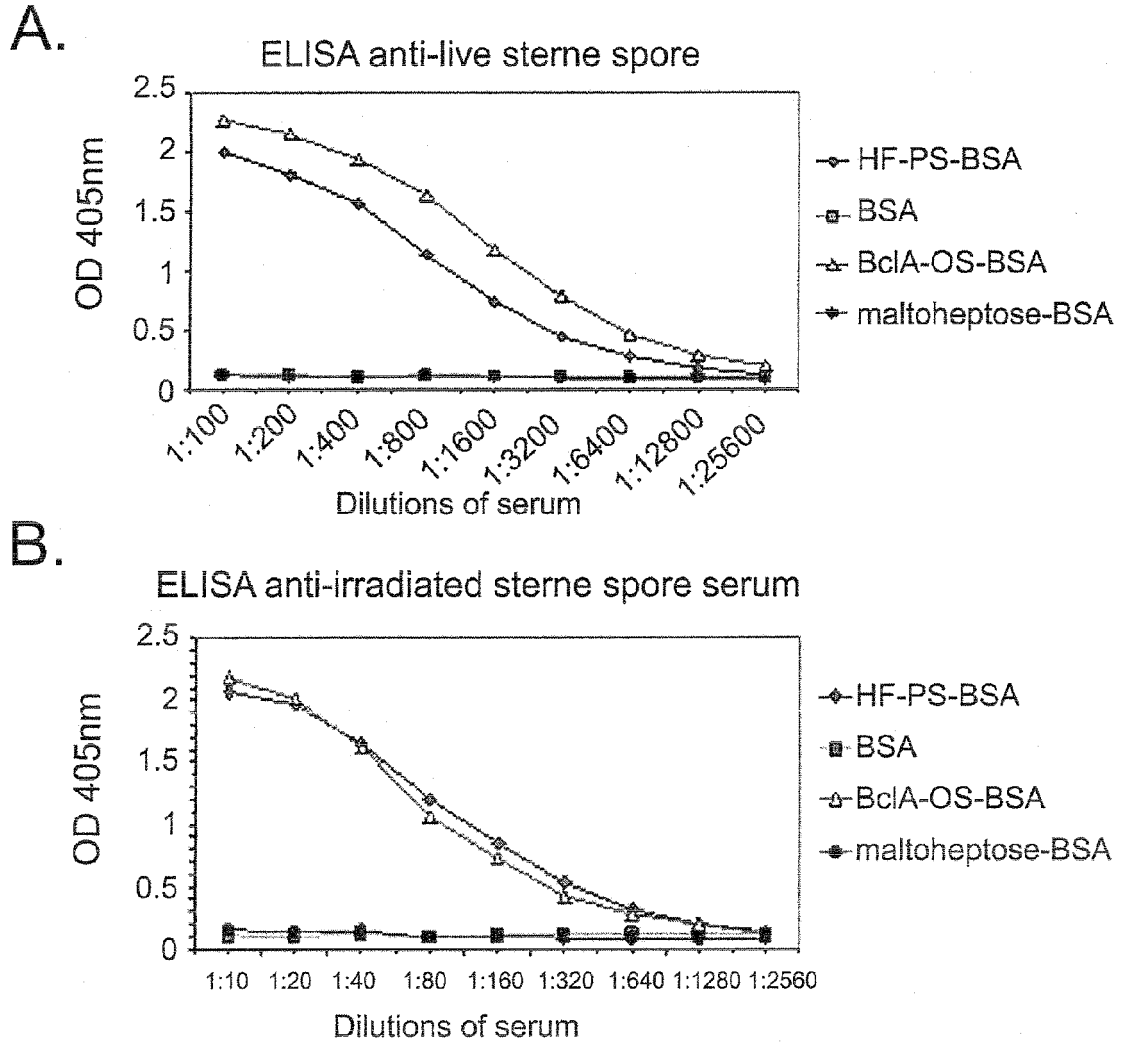 A.
ELISA anti-live sterne spore
2.5
2
1.5
1
0.5
0
OD 405nm
1:100
1:200
1:400
1:800
1:1600
1:3200
1:6400
1:12800
1:25600
Dilutions of serum
HF-PS-BSA
BSA
BclA-OS-BSA
maltoheptose-BSA
B.
ELISA anti-irradiated sterne spore serum
2.5
2
1.5
1
0.5
0
OD 405nm
1:10 1:20 1:40 1:80 1:160 1:320 1:640 1:1280 1:2560
Dilutions of serum
HF-PS-BSA
BSA
BclA-OS-BSA
maltoheptose-BSA